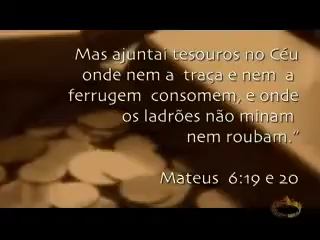 Mas ajuntai tesouros no Céu
onde nem a traça e nem a
ferrugem consomem, e onde
os ladrões não minam
nem roubam.”
Mateus 6:19 e 20